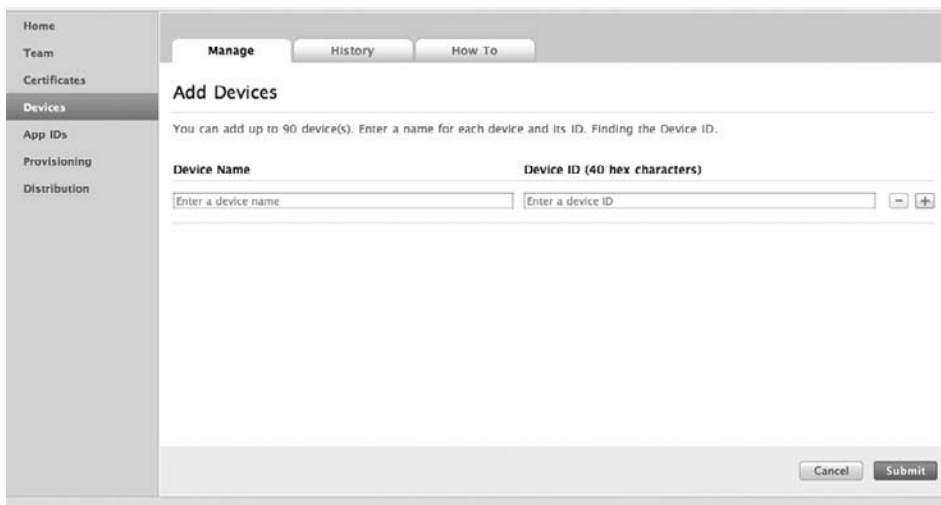 Home
Team
Certificates
Devices
App IDs
Provisioning
Distribution
Manage History How To
Add Devices
You can add up to 90 device(s). Enter a name for each device and its ID. Finding the Device ID.
Device Name Device ID (40 hex characters)
Enter a device name Enter a device ID - +
Cancel Submit